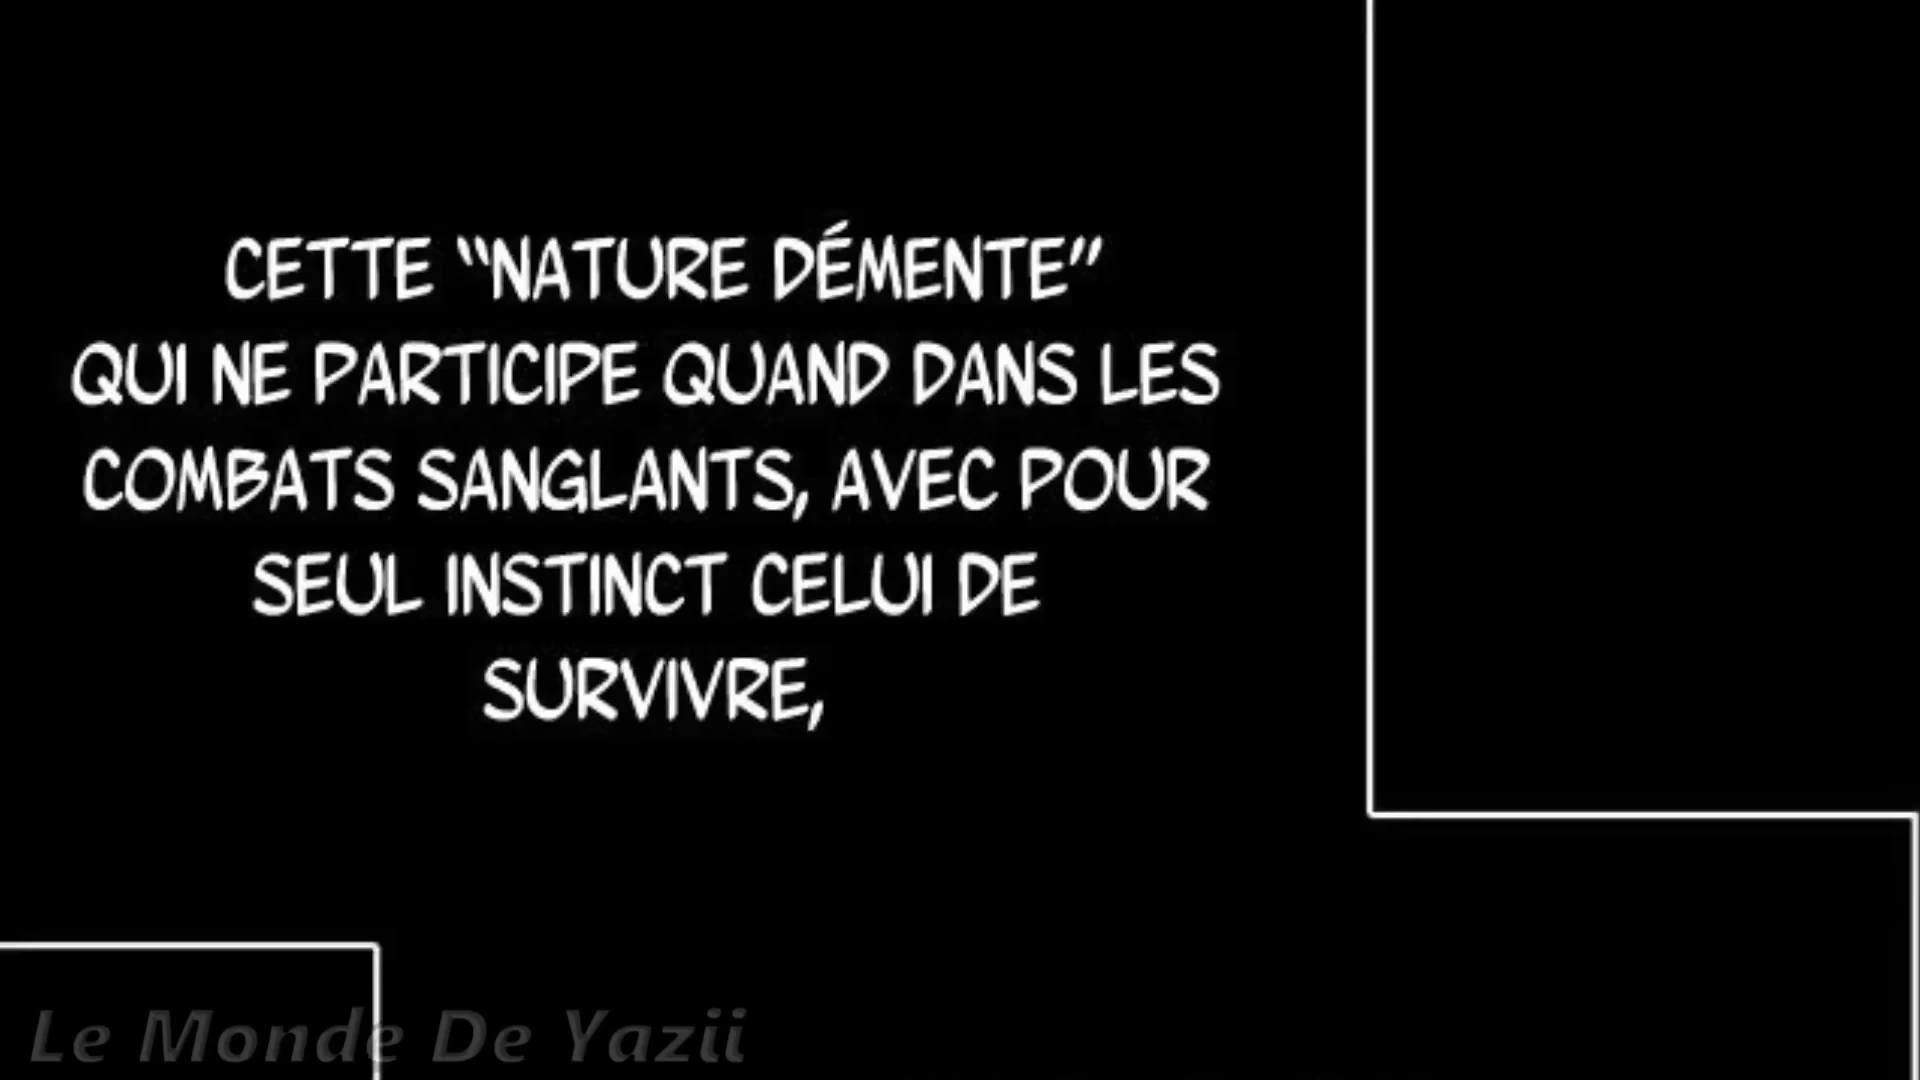 CETTE "NATURE DÉMENTE"
QUI NE PARTICIPE QUAND DANS LES
COMBATS SANGLANTS, AVEC POUR
SEUL INSTINCT CELUI DE
SURVIVRE,
Le Monde De Yazii